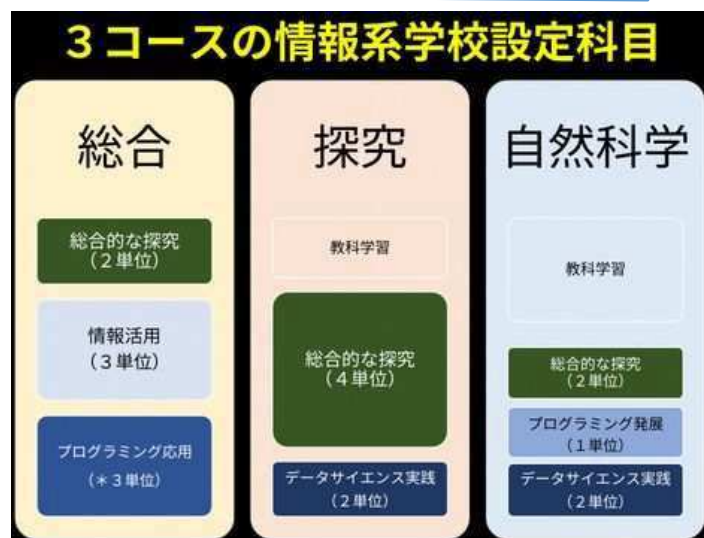 ３コースの情報系学校設定科目
総合
総合的な探究
（２単位）
情報活用
（３単位）
プログラミング応用
（＊３単位）
探究
教科学習
総合的な探究
（４単位）
データサイエンス実践
（２単位）
自然科学
教科学習
総合的な探究
（２単位）
プログラミング発展
（１単位）
データサイエンス実践
（２単位）